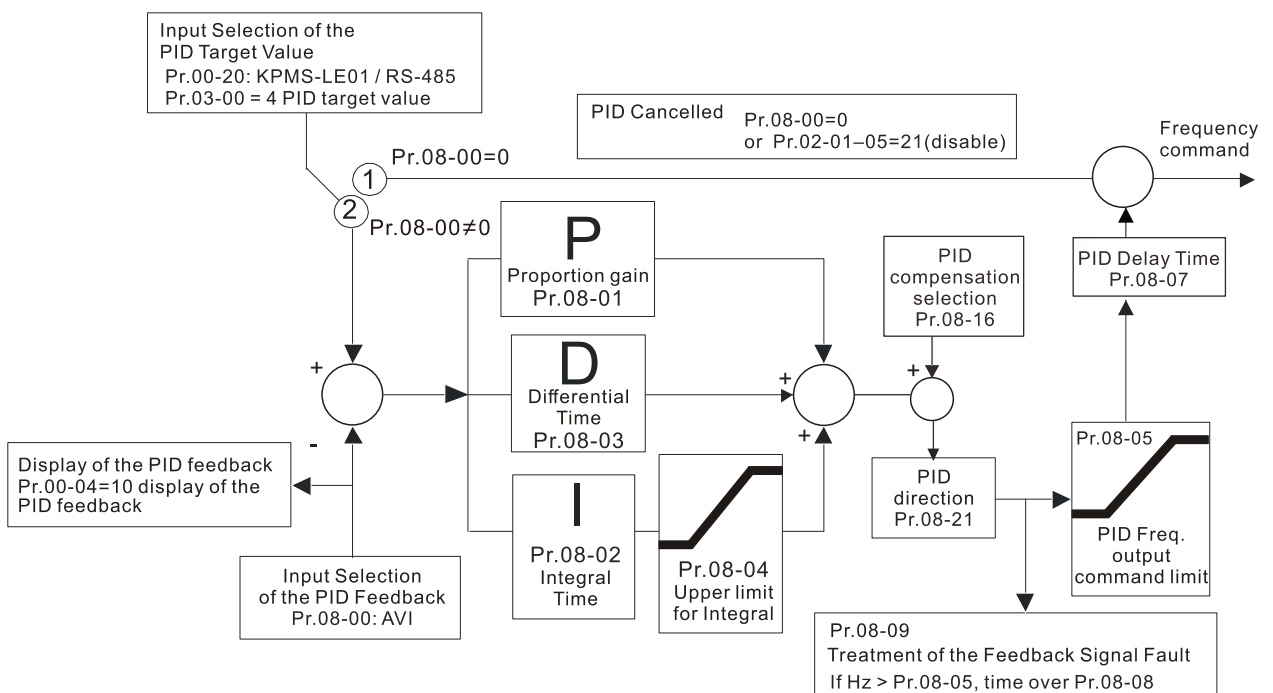 Input Selection of the
PID Target Value
Pr.00-20: KPMS-LE01 / RS-485
Pr.03-00 = 4 PID target value
PID Cancelled
Pr.08-00=0
or Pr.02-01–05=21(disable)
Frequency
command
1
Pr.08-00=0
2
Pr.08-00≠0
P
Proportion gain
Pr.08-01
PID
compensation
selection
Pr.08-16
PID Delay Time
Pr.08-07
+
D
Differential
Time
Pr.08-03
+
+
+
-
Display of the PID feedback
Pr.00-04=10 display of the
PID feedback
I
Pr.08-02
Integral
Time
Pr.08-04
Upper limit
for Integral
PID
direction
Pr.08-21
Pr.08-05
PID Freq.
output
command limit
Input Selection
of the PID Feedback
Pr.08-00: AVI
Pr.08-09
Treatment of the Feedback Signal Fault
If Hz > Pr.08-05, time over Pr.08-08